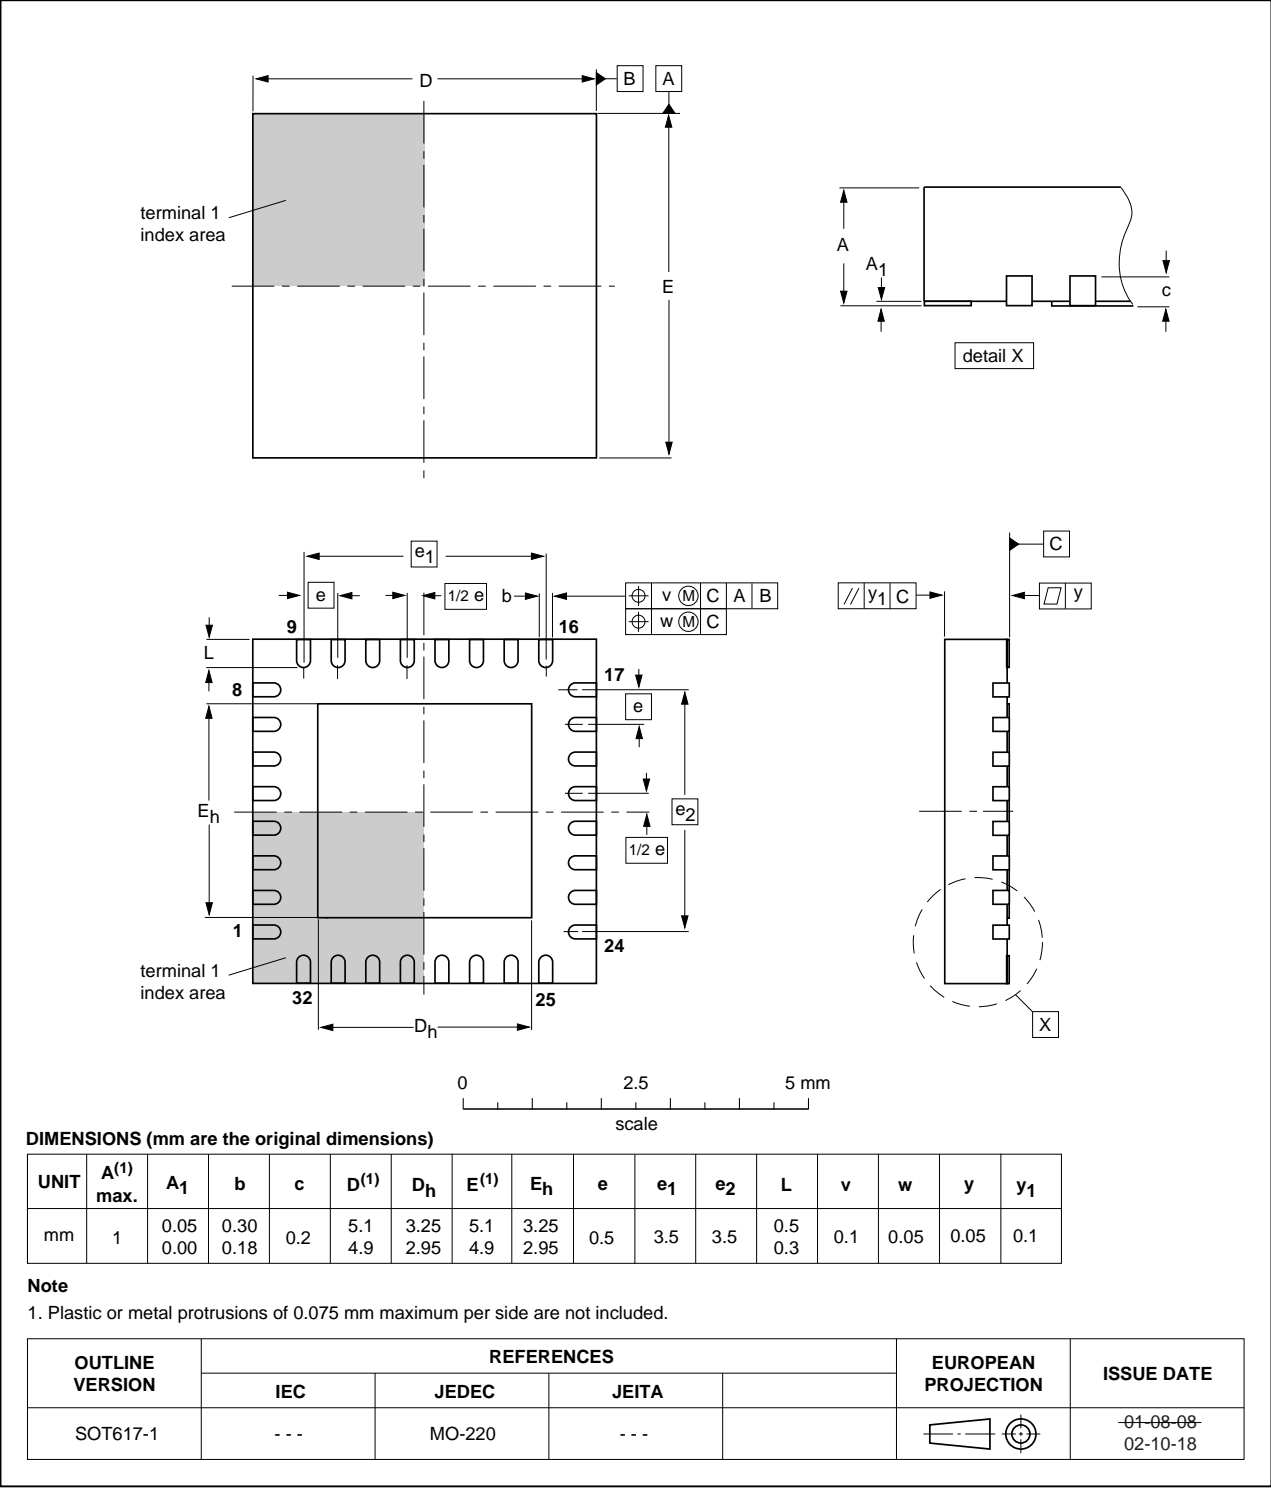 D
B
A
terminal 1
index area
E
A
A1
c
detail X
e1
e
1/2 e
b
v M C A B
w M C
C
// y1 C
y
9
16
L
8
17
e
Eh
e2
1/2 e
1
24
terminal 1
index area
32
25
X
Dh
0 2.5 5 mm
scale
DIMENSIONS (mm are the original dimensions)
UNIT A(1) max. A1 b c D(1) Dh E(1) Eh e e1 e2 L v w y y1
mm 1 0.05 0.00 0.30 0.18 0.2 5.1 4.9 3.25 2.95 5.1 4.9 3.25 2.95 0.5 3.5 3.5 0.5 0.3 0.1 0.05 0.05 0.1
Note
1. Plastic or metal protrusions of 0.075 mm maximum per side are not included.
OUTLINE VERSION
REFERENCES
EUROPEAN PROJECTION
ISSUE DATE
IEC JEDEC JEITA
SOT617-1 - - - MO-220 - - -
01-08-08
02-10-18